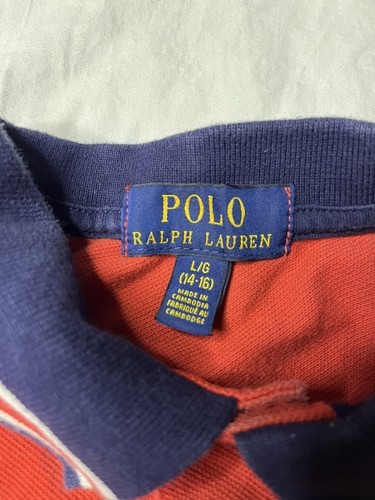 POLO
RALPH LAUREN
L/G
(14-16)
MADE IN
CAMBODIA
FABRIQUÉ AU
CAMBODGE